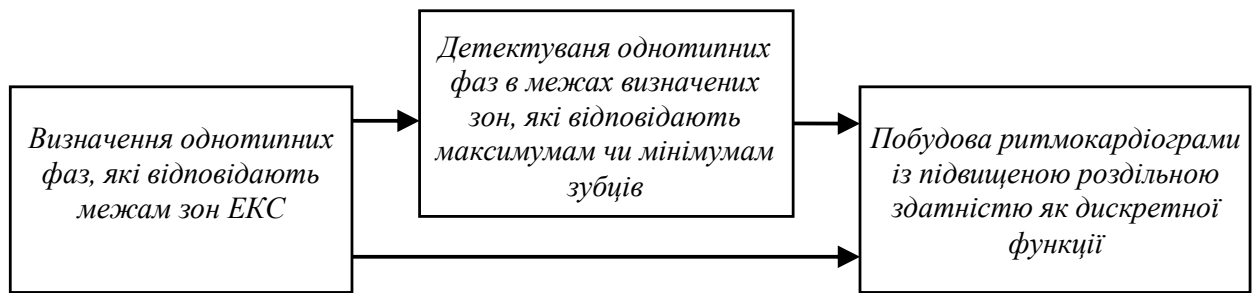 Визначення однотипних
фаз, які відповідають
межам зон ЕКС
Детектуваня однотипних
фаз в межах визначених
зон, які відповідають
максимумам чи мінімумам
зубців
Побудова ритмокардіограми
із підвищеною роздільною
здатністю як дискретної
функції